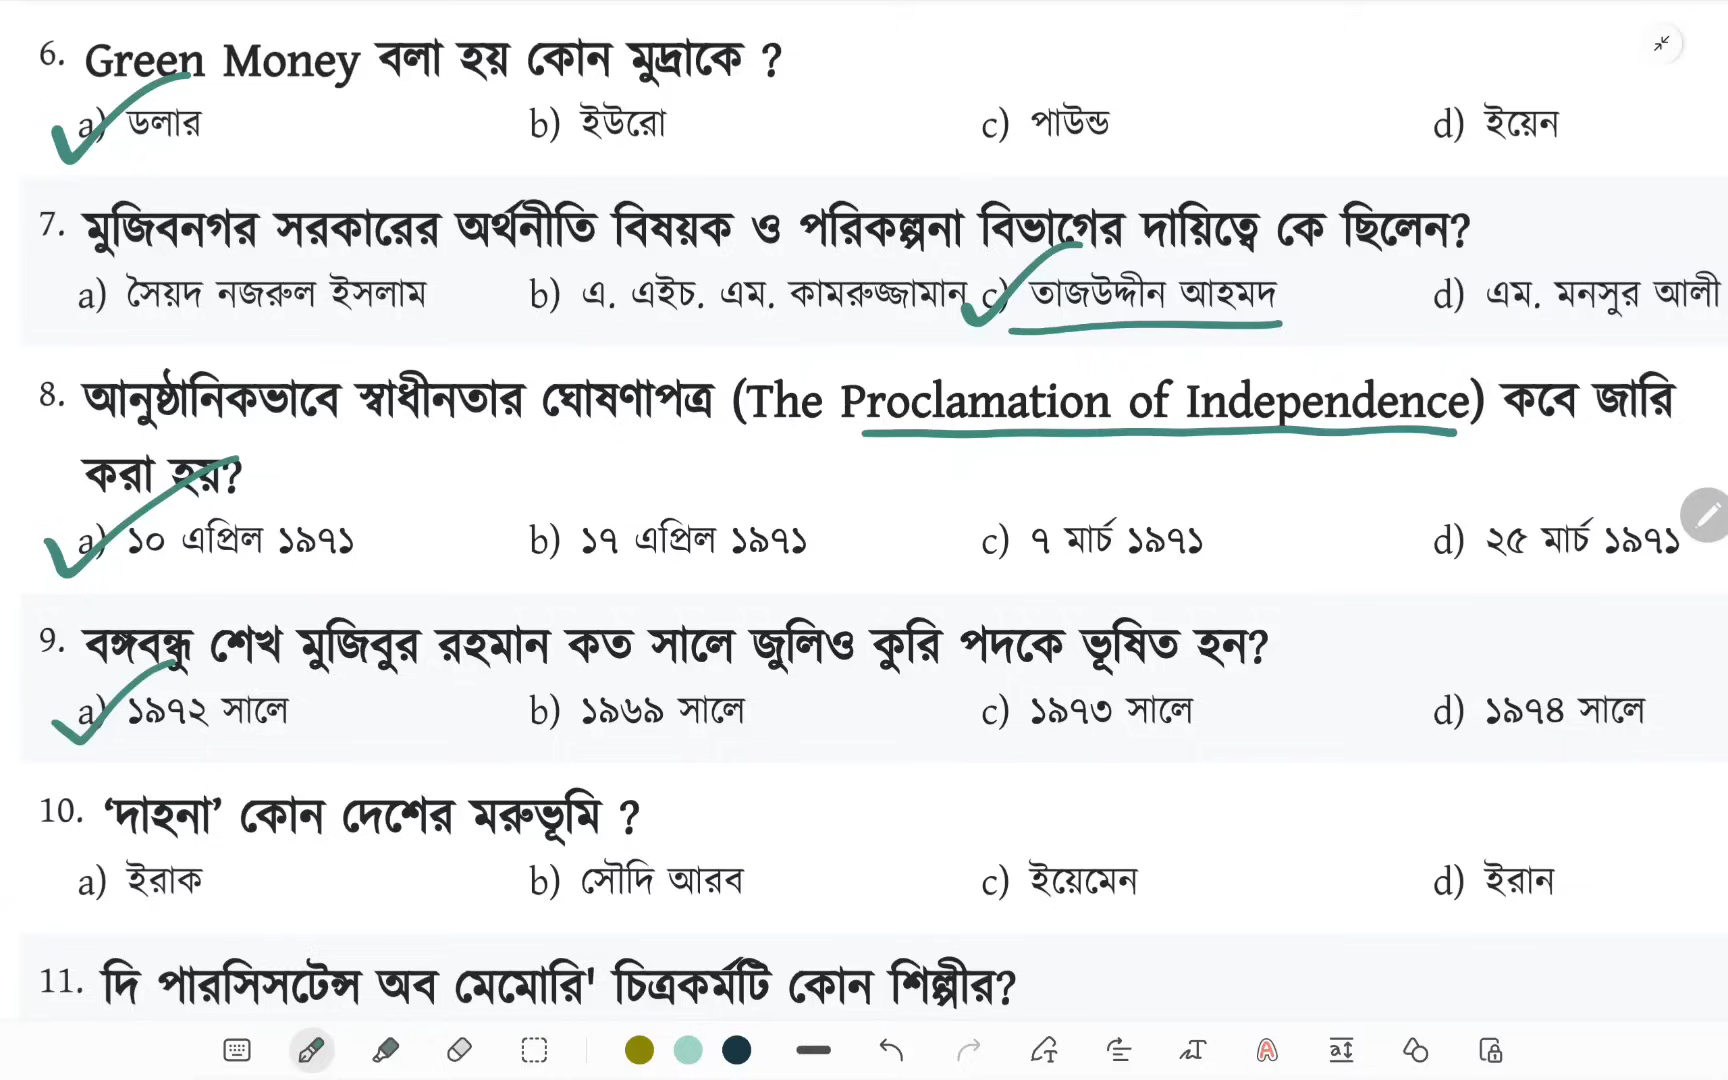 6. Green Money বলা হয় কোন মুদ্রাকে ?
a) ডলার b) ইউরো c) পাউন্ড d) ইয়েন
7. মুজিবনগর সরকারের অর্থনীতি বিষয়ক ও পরিকল্পনা বিভাগের দায়িত্বে কে ছিলেন?
a) সৈয়দ নজরুল ইসলাম b) এ. এইচ. এম. কামরুজ্জামান c) তাজউদ্দীন আহমদ d) এম. মনসুর আলী
8. আনুষ্ঠানিকভাবে স্বাধীনতার ঘোষণাপত্র (The Proclamation of Independence) কবে জারি
করা হয়?
a) ১০ এপ্রিল ১৯৭১ b) ১৭ এপ্রিল ১৯৭১ c) ৭ মার্চ ১৯৭১ d) ২৫ মার্চ ১৯৭১
9. বঙ্গবন্ধু শেখ মুজিবুর রহমান কত সালে জুলিও কুরি পদকে ভূষিত হন?
a) ১৯৭২ সালে b) ১৯৬৯ সালে c) ১৯৭৩ সালে d) ১৯৭৪ সালে
10. ‘দাহনা’ কোন দেশের মরুভূমি ?
a) ইরাক b) সৌদি আরব c) ইয়েমেন d) ইরান
11. দি পারসিসটেন্স অব মেমোরি' চিত্রকর্মটি কোন শিল্পীর?